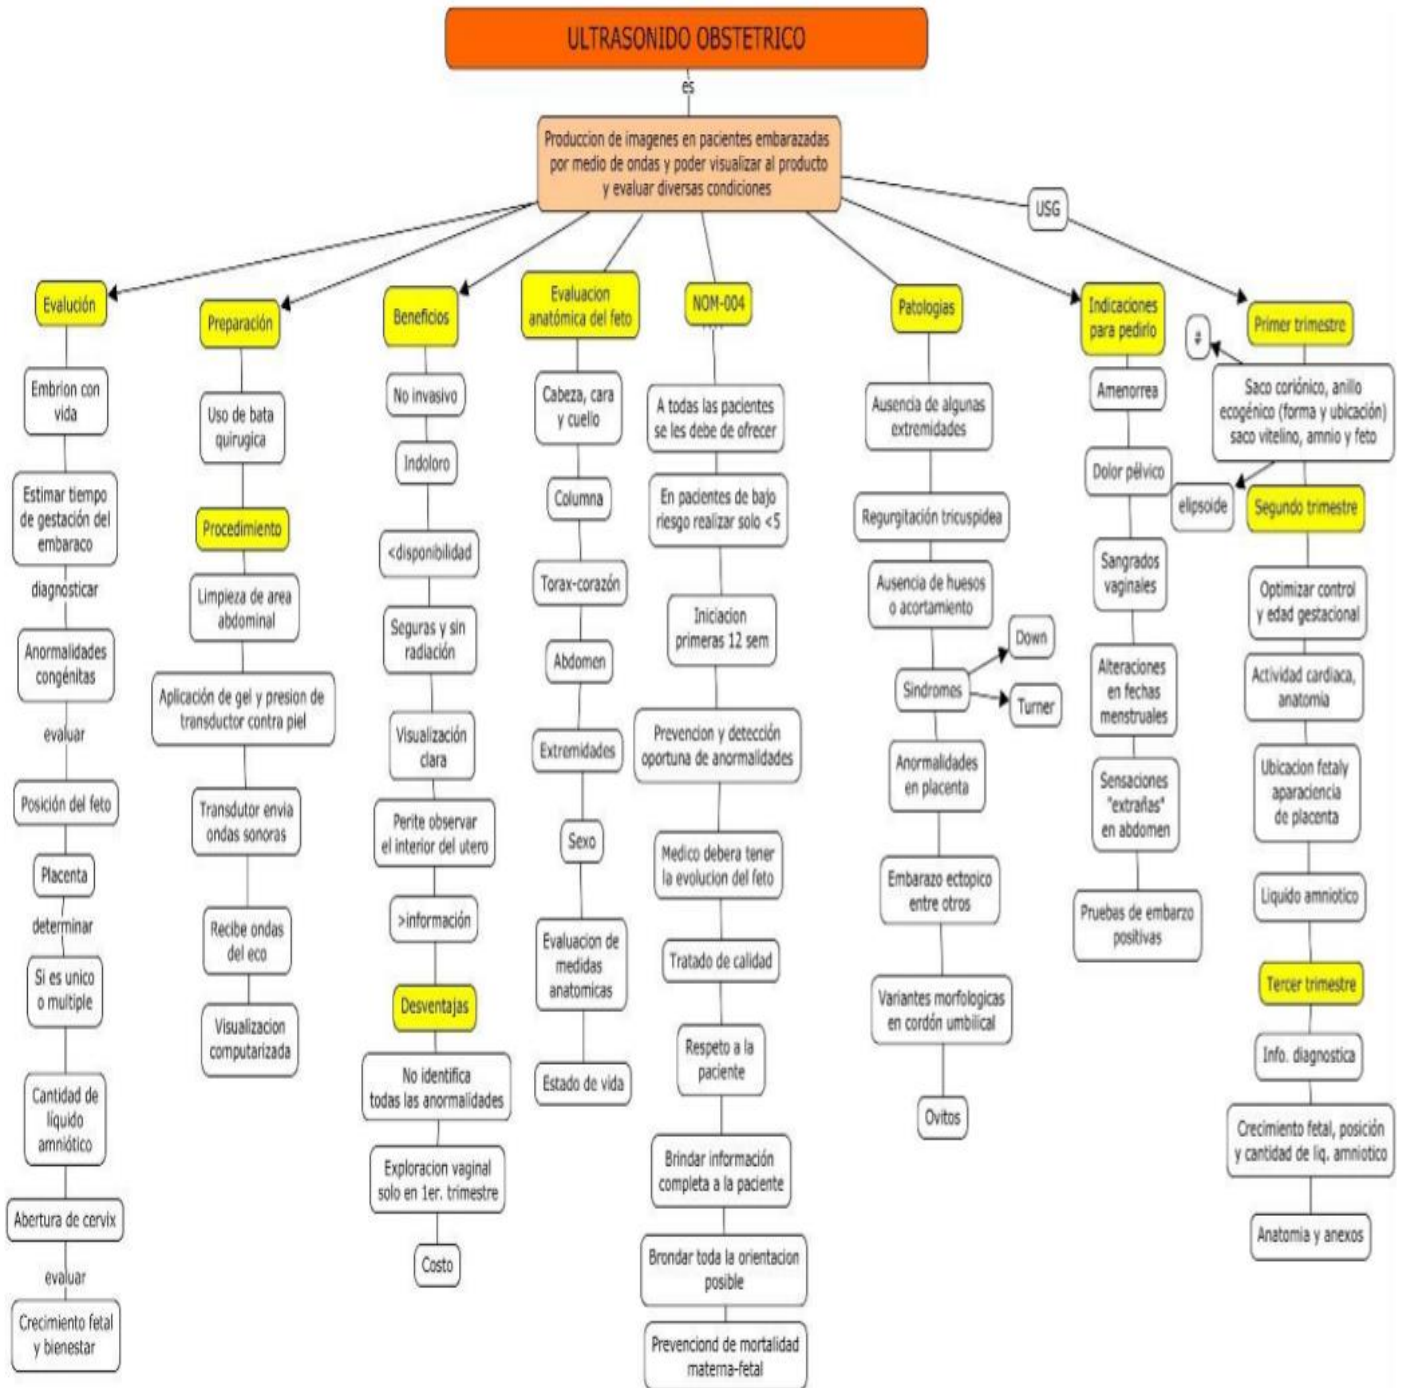 ULTRASONIDO OBSTETRICO
es
Produccion de imagenes en pacientes embarazadas
por medio de ondas y poder visualizar al producto
y evaluar diversas condiciones
Evalución
Embrion con
vida
Estimar tiempo
de gestación del
embaraco
diagnosticar
Anormalidades
congénitas
evaluar
Posición del feto
Placenta
determinar
Si es unico
o multiple
Cantidad de
líquido
amniótico
Abertura de cervix
evaluar
Crecimiento fetal
y bienestar
Preparación
Uso de bata
quirugica
Procedimiento
Limpieza de area
abdominal
Aplicación de gel y presion de
transductor contra piel
Transdutor envia
ondas sonoras
Recibe ondas
del eco
Visualizacion
computarizada
Beneficios
No invasivo
Indoloro
<disponibilidad
Seguras y sin
radiación
Visualización
clara
Perite observar
el interior del utero
>información
Desventajas
No identifica
todas las anormalidades
Exploracion vaginal
solo en 1er. trimestre
Costo
Evaluacion
anatómica del feto
Cabeza, cara
y cuello
Columna
Torax-corazón
Abdomen
Extremidades
Sexo
Evaluacion de
medidas
anatomicas
Estado de vida
NOM-004
A todas las pacientes
se les debe de ofrecer
En pacientes de bajo
riesgo realizar solo <5
Iniciacion
primeras 12 sem
Prevencion y detección
oportuna de anormalidades
Medico debera tener
la evolucion del feto
Tratado de calidad
Respeto a la
paciente
Brindar información
completa a la paciente
Brondar toda la orientacion
posible
Prevenciond de mortalidad
materna-fetal
Patologias
Ausencia de algunas
extremidades
Regurgitación tricuspidea
Ausencia de huesos
o acortamiento
Sindromes
Down
Turner
Anormalidades
en placenta
Embarazo ectopico
entre otros
Variantes morfologicas
en cordón umbilical
Ovitos
Indicaciones
para pedirlo
Amenorrea
Dolor pélvico
Sangrados
vaginales
Alteraciones
en fechas
menstruales
Sensaciones
"extrañas"
en abdomen
Pruebas de embarzo
positivas
USG
Primer trimestre
Saco coriónico, anillo
ecogénico (forma y ubicación)
saco vitelino, amnio y feto
elipsoide
Segundo trimestre
Optimizar control
y edad gestacional
Actividad cardiaca,
anatomia
Ubicacion fetaly
aparaciencia
de placenta
Liquido amniotico
Tercer trimestre
Info. diagnostica
Crecimiento fetal, posición
y cantidad de liq. amniotico
Anatomia y anexos